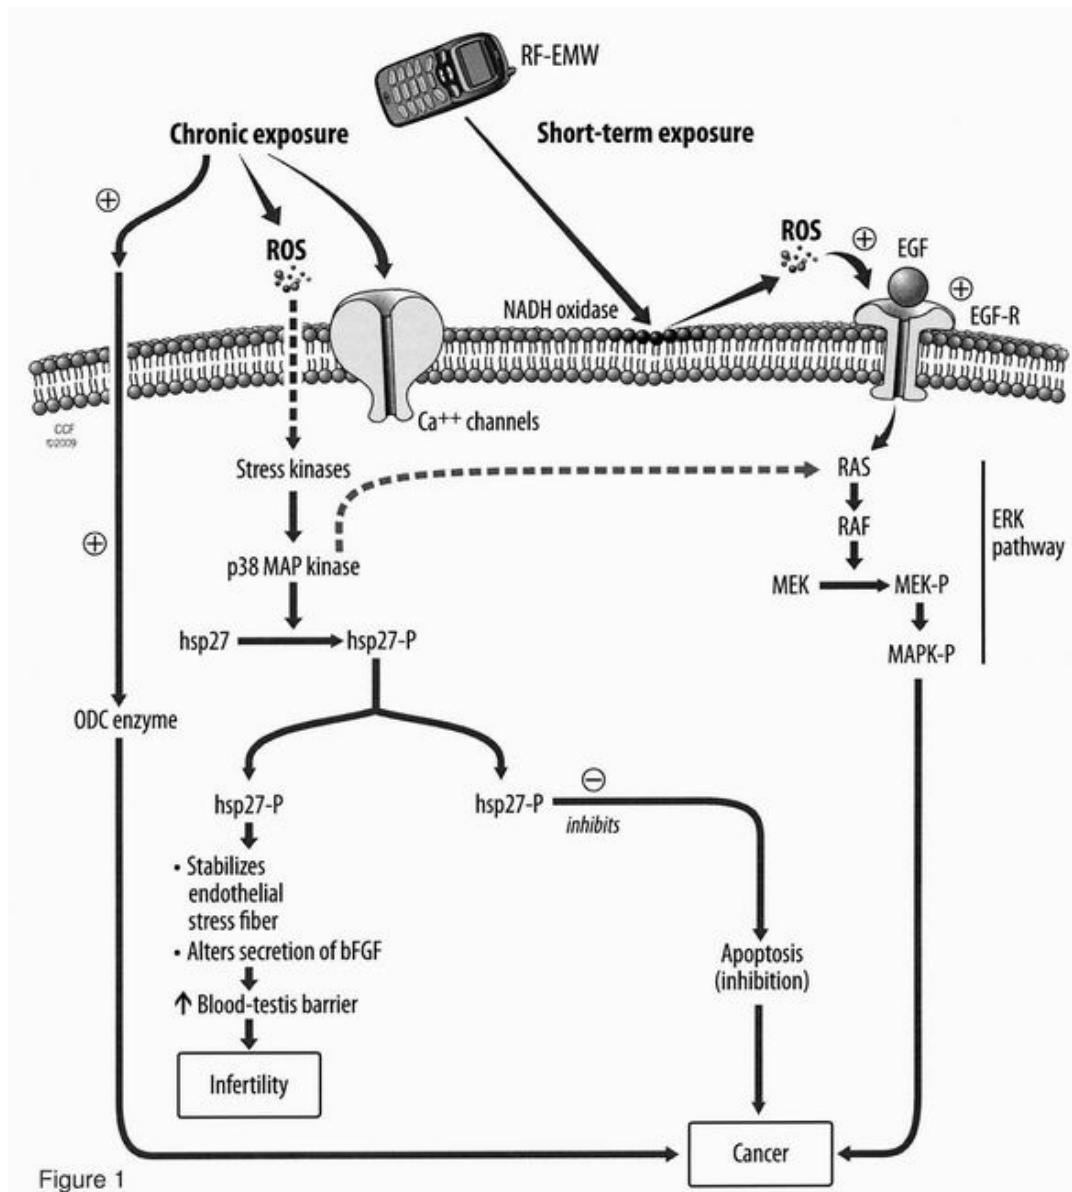 RF-EMW
Chronic exposure
Short-term exposure
ROS
ROS
EGF
NADH oxidase
EGF-R
Ca++ channels
CCF
©2009
Stress kinases
RAS
RAF
ERK
pathway
p38 MAP kinase
MEK
MEK-P
hsp27
hsp27-P
MAPK-P
ODC enzyme
hsp27-P
hsp27-P
inhibits
• Stabilizes
endothelial
stress fiber
• Alters secretion of bFGF
↑ Blood-testis barrier
Apoptosis
(inhibition)
Infertility
Cancer
Figure 1